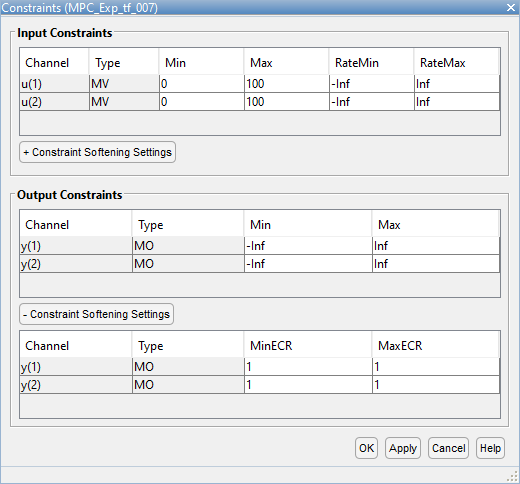 Constraints (MPC_Exp_tf_007)
Input Constraints
Channel Type Min Max RateMin RateMax
u(1) MV 0 100 -Inf Inf
u(2) MV 0 100 -Inf Inf
+ Constraint Softening Settings
Output Constraints
Channel Type Min Max
y(1) MO -Inf Inf
y(2) MO -Inf Inf
- Constraint Softening Settings
Channel Type MinECR MaxECR
y(1) MO 1 1
y(2) MO 1 1
OK Apply Cancel Help